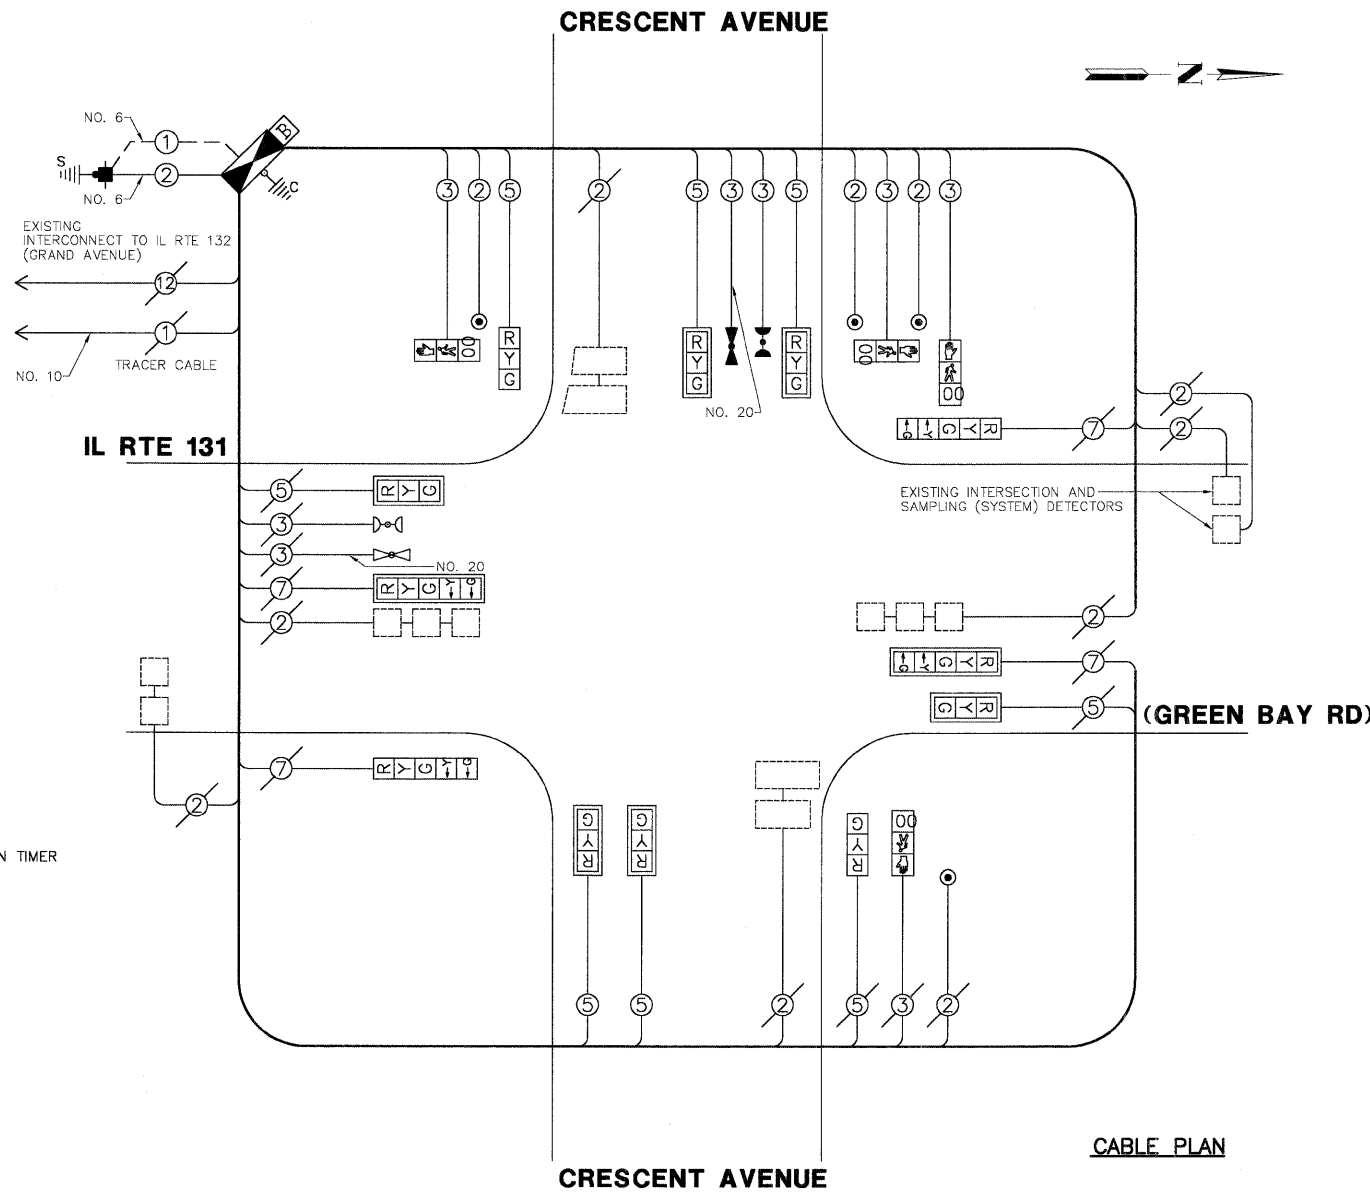 CRESCENT AVENUE
N
NO. 6
1
B
S
2
C
NO. 6
3
2
5
2
5
3
3
5
2
3
2
3
EXISTING
INTERCONNECT TO IL RTE 132
(GRAND AVENUE)
12
1
TRACER CABLE
NO. 10
00
R
Y
G
R
Y
G
NO. 20
R
Y
G
00
00
G Y G Y R
7
2
2
IL RTE 131
5
R Y G
EXISTING INTERSECTION AND
SAMPLING (SYSTEM) DETECTORS
3
3
NO. 20
7
R Y G Y G
2
2
G Y G Y R
7
G Y R
5
(GREEN BAY RD)
7
R Y G Y G
2
G
Y
R
G
Y
R
G
Y
R
00
N TIMER
5
5
2
5
3
2
CABLE PLAN
CRESCENT AVENUE